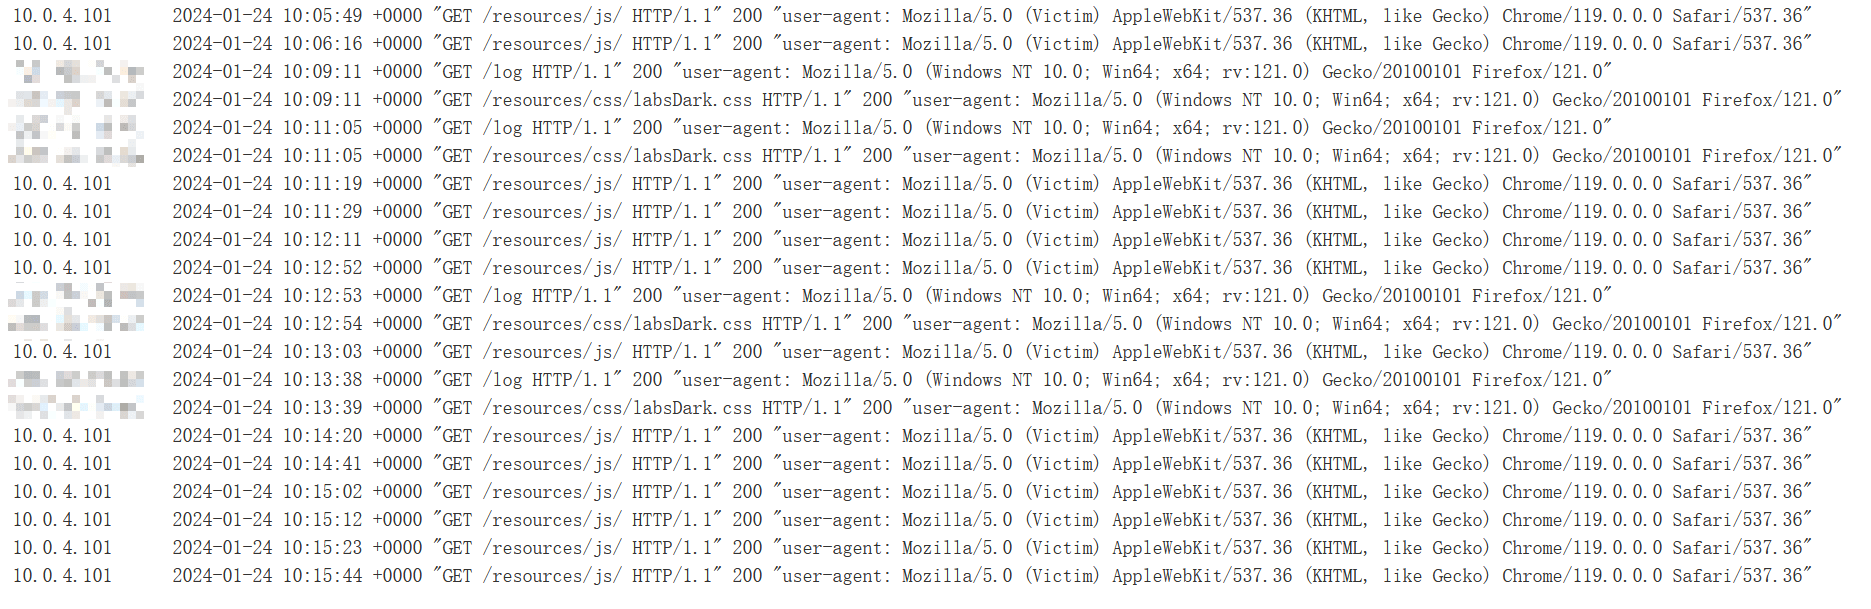 10.0.4.101 2024-01-24 10:05:49 +0000 "GET /resources/js/ HTTP/1.1" 200 "user-agent: Mozilla/5.0 (Victim) AppleWebKit/537.36 (KHTML, like Gecko) Chrome/119.0.0.0 Safari/537.36"
10.0.4.101 2024-01-24 10:06:16 +0000 "GET /resources/js/ HTTP/1.1" 200 "user-agent: Mozilla/5.0 (Victim) AppleWebKit/537.36 (KHTML, like Gecko) Chrome/119.0.0.0 Safari/537.36"
2024-01-24 10:09:11 +0000 "GET /log HTTP/1.1" 200 "user-agent: Mozilla/5.0 (Windows NT 10.0; Win64; x64; rv:121.0) Gecko/20100101 Firefox/121.0"
2024-01-24 10:09:11 +0000 "GET /resources/css/labsDark.css HTTP/1.1" 200 "user-agent: Mozilla/5.0 (Windows NT 10.0; Win64; x64; rv:121.0) Gecko/20100101 Firefox/121.0"
2024-01-24 10:11:05 +0000 "GET /log HTTP/1.1" 200 "user-agent: Mozilla/5.0 (Windows NT 10.0; Win64; x64; rv:121.0) Gecko/20100101 Firefox/121.0"
2024-01-24 10:11:05 +0000 "GET /resources/css/labsDark.css HTTP/1.1" 200 "user-agent: Mozilla/5.0 (Windows NT 10.0; Win64; x64; rv:121.0) Gecko/20100101 Firefox/121.0"
10.0.4.101 2024-01-24 10:11:19 +0000 "GET /resources/js/ HTTP/1.1" 200 "user-agent: Mozilla/5.0 (Victim) AppleWebKit/537.36 (KHTML, like Gecko) Chrome/119.0.0.0 Safari/537.36"
10.0.4.101 2024-01-24 10:11:29 +0000 "GET /resources/js/ HTTP/1.1" 200 "user-agent: Mozilla/5.0 (Victim) AppleWebKit/537.36 (KHTML, like Gecko) Chrome/119.0.0.0 Safari/537.36"
10.0.4.101 2024-01-24 10:12:11 +0000 "GET /resources/js/ HTTP/1.1" 200 "user-agent: Mozilla/5.0 (Victim) AppleWebKit/537.36 (KHTML, like Gecko) Chrome/119.0.0.0 Safari/537.36"
10.0.4.101 2024-01-24 10:12:52 +0000 "GET /resources/js/ HTTP/1.1" 200 "user-agent: Mozilla/5.0 (Victim) AppleWebKit/537.36 (KHTML, like Gecko) Chrome/119.0.0.0 Safari/537.36"
2024-01-24 10:12:53 +0000 "GET /log HTTP/1.1" 200 "user-agent: Mozilla/5.0 (Windows NT 10.0; Win64; x64; rv:121.0) Gecko/20100101 Firefox/121.0"
2024-01-24 10:12:54 +0000 "GET /resources/css/labsDark.css HTTP/1.1" 200 "user-agent: Mozilla/5.0 (Windows NT 10.0; Win64; x64; rv:121.0) Gecko/20100101 Firefox/121.0"
10.0.4.101 2024-01-24 10:13:03 +0000 "GET /resources/js/ HTTP/1.1" 200 "user-agent: Mozilla/5.0 (Victim) AppleWebKit/537.36 (KHTML, like Gecko) Chrome/119.0.0.0 Safari/537.36"
2024-01-24 10:13:38 +0000 "GET /log HTTP/1.1" 200 "user-agent: Mozilla/5.0 (Windows NT 10.0; Win64; x64; rv:121.0) Gecko/20100101 Firefox/121.0"
2024-01-24 10:13:39 +0000 "GET /resources/css/labsDark.css HTTP/1.1" 200 "user-agent: Mozilla/5.0 (Windows NT 10.0; Win64; x64; rv:121.0) Gecko/20100101 Firefox/121.0"
10.0.4.101 2024-01-24 10:14:20 +0000 "GET /resources/js/ HTTP/1.1" 200 "user-agent: Mozilla/5.0 (Victim) AppleWebKit/537.36 (KHTML, like Gecko) Chrome/119.0.0.0 Safari/537.36"
10.0.4.101 2024-01-24 10:14:41 +0000 "GET /resources/js/ HTTP/1.1" 200 "user-agent: Mozilla/5.0 (Victim) AppleWebKit/537.36 (KHTML, like Gecko) Chrome/119.0.0.0 Safari/537.36"
10.0.4.101 2024-01-24 10:15:02 +0000 "GET /resources/js/ HTTP/1.1" 200 "user-agent: Mozilla/5.0 (Victim) AppleWebKit/537.36 (KHTML, like Gecko) Chrome/119.0.0.0 Safari/537.36"
10.0.4.101 2024-01-24 10:15:12 +0000 "GET /resources/js/ HTTP/1.1" 200 "user-agent: Mozilla/5.0 (Victim) AppleWebKit/537.36 (KHTML, like Gecko) Chrome/119.0.0.0 Safari/537.36"
10.0.4.101 2024-01-24 10:15:23 +0000 "GET /resources/js/ HTTP/1.1" 200 "user-agent: Mozilla/5.0 (Victim) AppleWebKit/537.36 (KHTML, like Gecko) Chrome/119.0.0.0 Safari/537.36"
10.0.4.101 2024-01-24 10:15:44 +0000 "GET /resources/js/ HTTP/1.1" 200 "user-agent: Mozilla/5.0 (Victim) AppleWebKit/537.36 (KHTML, like Gecko) Chrome/119.0.0.0 Safari/537.36"